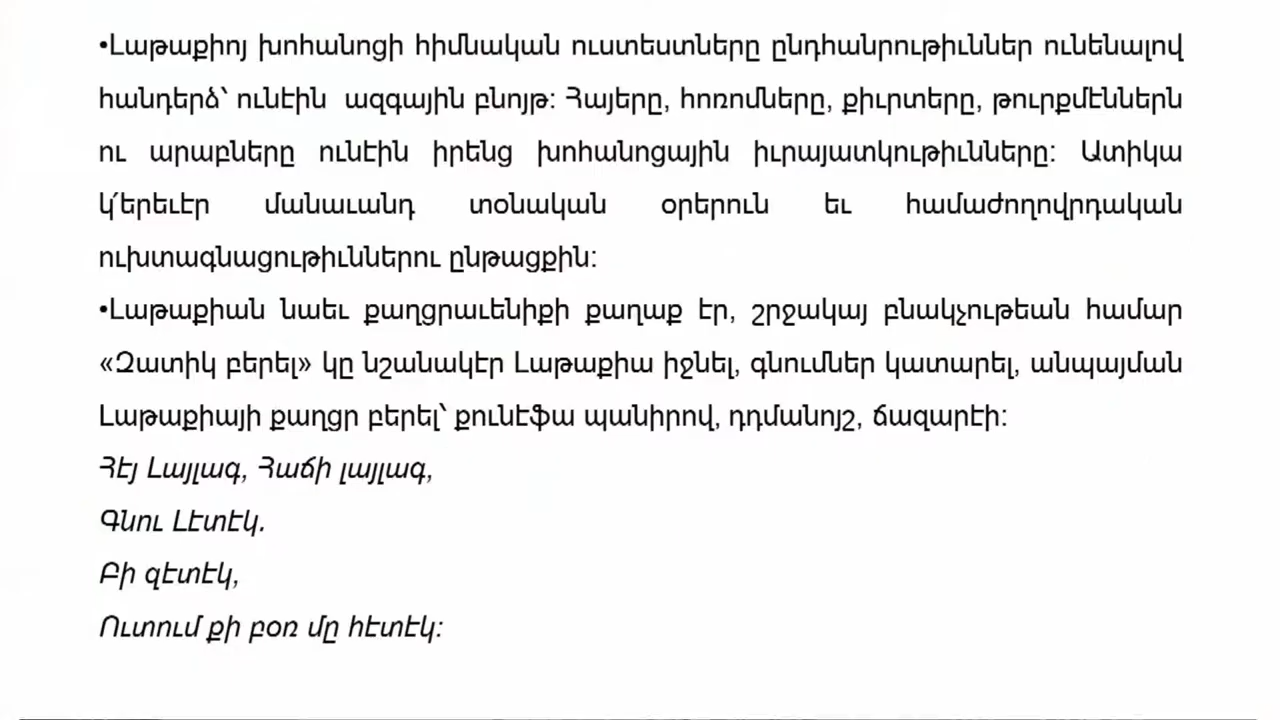 •Լաթաքիոյ խոհանոցի հիմնական ուստեստները ընդհանրութիւններ ունենալով
հանդերձ՝ ունէին ազգային բնոյթ: Հայերը, հոռոմները, քիւրտերը, թուրքմէններն
ու արաբները ունէին իրենց խոհանոցային իւրայատկութիւնները: Ատիկա
կ՛երեւէր մանաւանդ տօնական օրերուն եւ համաժողովրդական
ուխտագնացութիւններու ընթացքին:
•Լաթաքիան նաեւ քաղցրաւենիքի քաղաք էր, շրջակայ բնակչութեան համար
«Զատիկ բերել» կը նշանակէր Լաթաքիա իջնել, գնումներ կատարել, անպայման
Լաթաքիայի քաղցր բերել՝ քունէֆա պանիրով, դդմանոյշ, ճազարէի:
Հէյ Լայլագ, Հաճի լայլագ,
Գնու Լէտէկ.
Բի զէտէկ,
Ուտում քի բօռ մը հէտէկ: